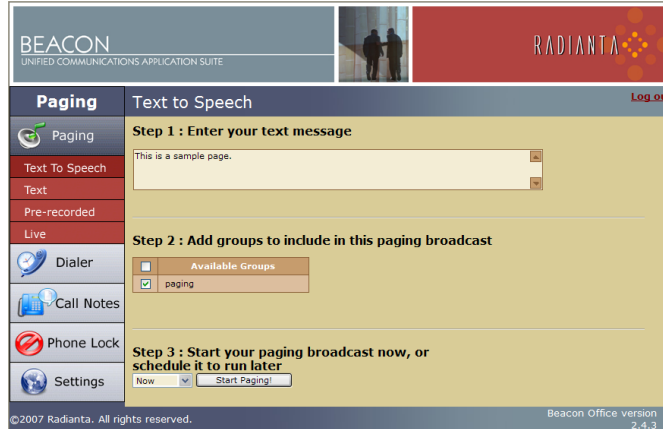 BEACON
UNIFIED COMMUNICATIONS APPLICATION SUITE
RADIANTA
Paging
Text to Speech
Log ou
Paging
Text To Speech
Text
Pre-recorded
Live
Dialer
Call Notes
Phone Lock
Settings
Step 1 : Enter your text message
This is a sample page.
Step 2 : Add groups to include in this paging broadcast
Available Groups
paging
Step 3 : Start your paging broadcast now, or
schedule it to run later
Now
Start Paging!
©2007 Radianta. All rights reserved.
Beacon Office version
2.4.3